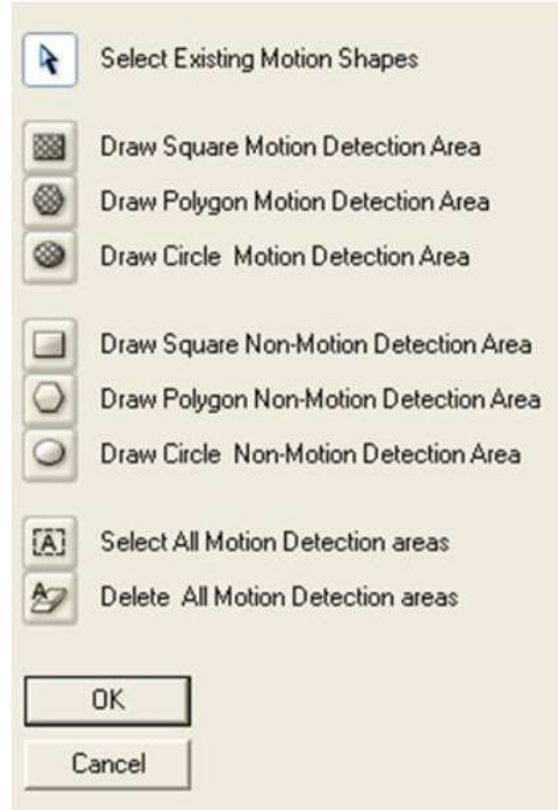 Select Existing Motion Shapes
Draw Square Motion Detection Area
Draw Polygon Motion Detection Area
Draw Circle Motion Detection Area
Draw Square Non-Motion Detection Area
Draw Polygon Non-Motion Detection Area
Draw Circle Non-Motion Detection Area
[A] Select All Motion Detection areas
A Delete All Motion Detection areas
OK
Cancel